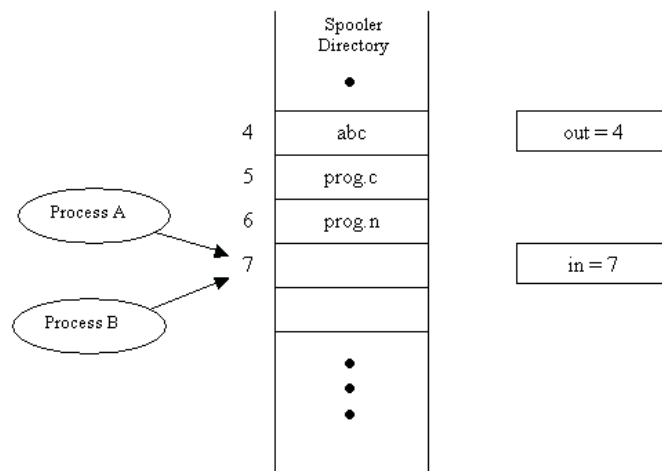 Spooler
Directory
4 abc out = 4
5 prog.c
Process A
6 prog.n
7 in = 7
Process B